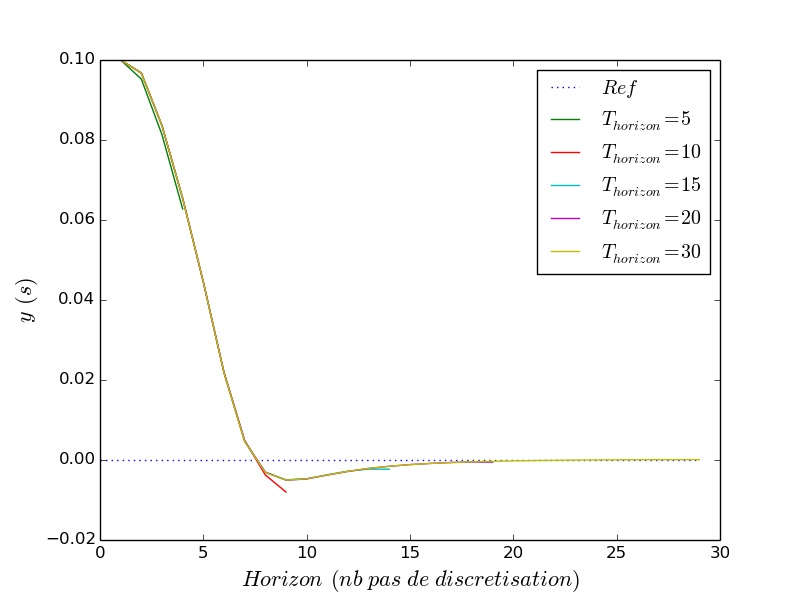 0.10
0.08
0.06
0.04
0.02
0.00
−0.02
y (s)
0
5
10
15
20
25
30
Horizon (nb pas de discretisation)
Ref
T_horizon=5
T_horizon=10
T_horizon=15
T_horizon=20
T_horizon=30